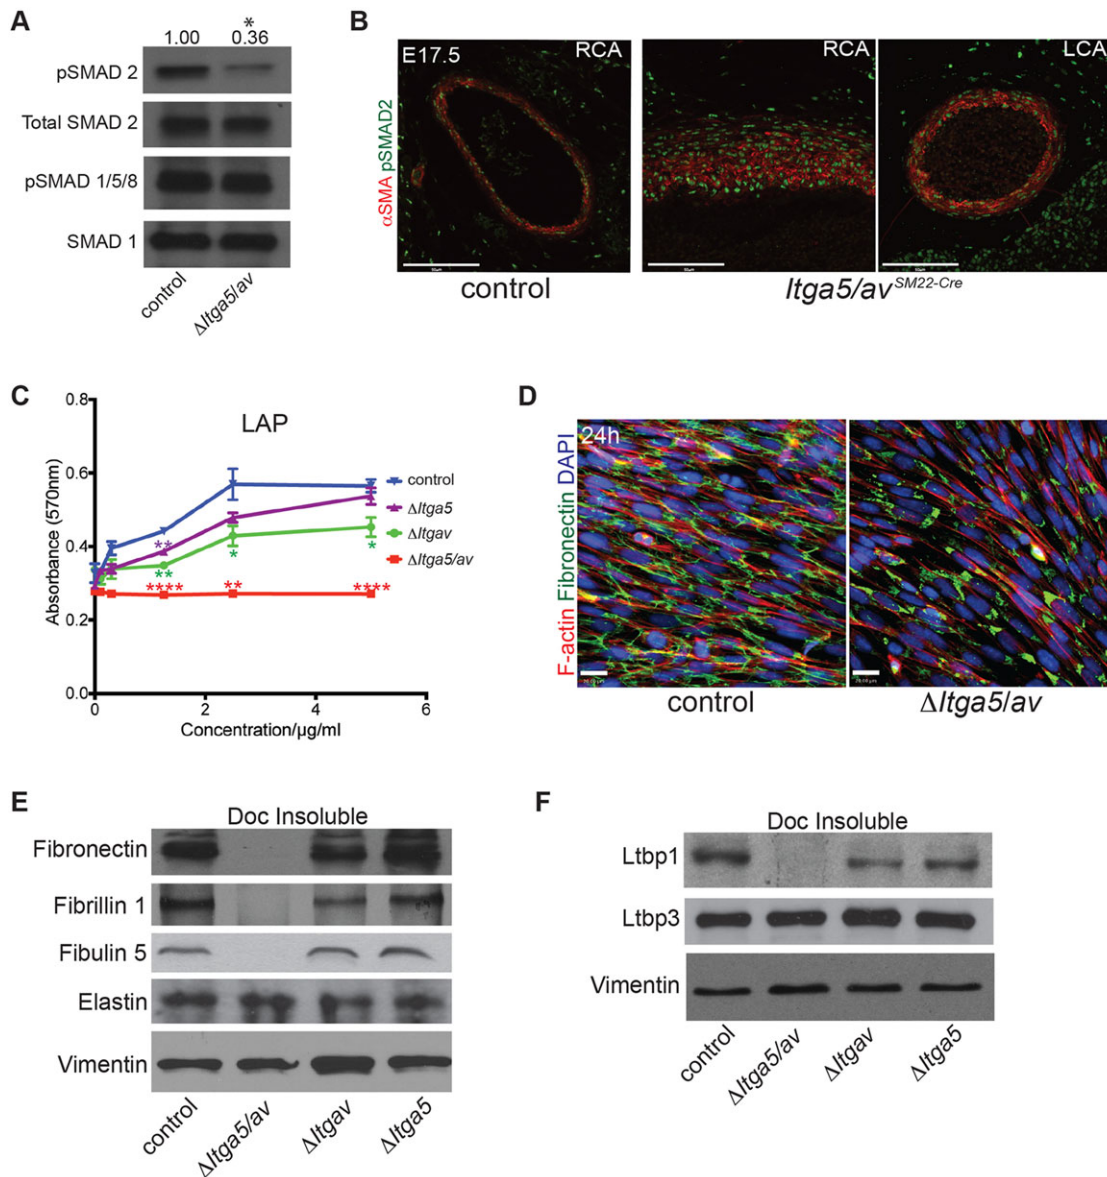 A
*
1.00 0.36
pSMAD 2
Total SMAD 2
pSMAD 1/5/8
SMAD 1
control
ΔItga5/av
B
αSMA pSMAD2
E17.5
RCA
RCA
LCA
control
Itga5/av SM22-Cre
C
LAP
Absorbance (570nm)
0.8
0.6
0.4
0.2
0.0
0 2 4 6
Concentration/µg/ml
control
ΔItga5
ΔItgav
ΔItga5/av
**
**
*
*
**** ** ****
D
F-actin Fibronectin DAPI
24h
control
ΔItga5/av
E
Doc Insoluble
Fibronectin
Fibrillin 1
Fibulin 5
Elastin
Vimentin
control
ΔItga5/av
ΔItgav
ΔItga5
F
Doc Insoluble
Ltbp1
Ltbp3
Vimentin
control
ΔItga5/av
ΔItgav
ΔItga5